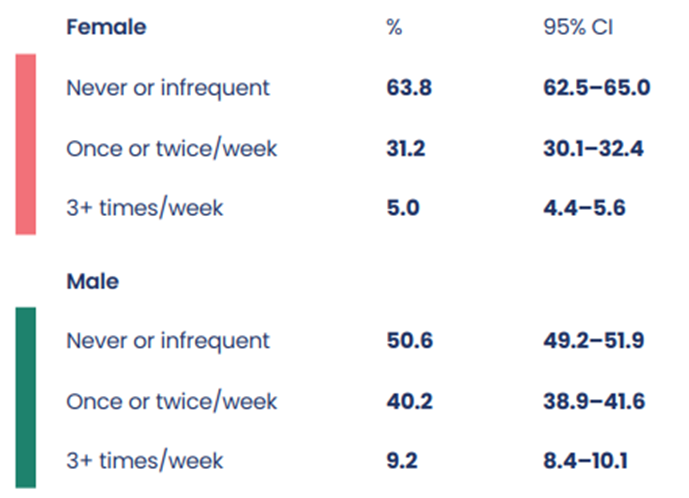 Female % 95% CI
Never or infrequent 63.8 62.5–65.0
Once or twice/week 31.2 30.1–32.4
3+ times/week 5.0 4.4–5.6
Male
Never or infrequent 50.6 49.2–51.9
Once or twice/week 40.2 38.9–41.6
3+ times/week 9.2 8.4–10.1